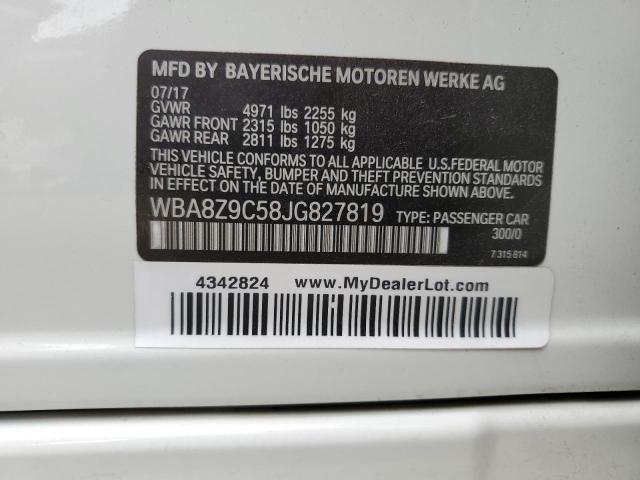 MFD BY BAYERISCHE MOTOREN WERKE AG
07/17
GVWR 4971 lbs 2255 kg
GAWR FRONT 2315 lbs 1050 kg
GAWR REAR 2811 lbs 1275 kg
THIS VEHICLE CONFORMS TO ALL APPLICABLE U.S.FEDERAL MOTOR
VEHICLE SAFETY, BUMPER AND THEFT PREVENTION STANDARDS
IN EFFECT ON THE DATE OF MANUFACTURE SHOWN ABOVE.
WBA8Z9C58JG827819 TYPE: PASSENGER CAR
300/0
7 315 814
4342824 www.MyDealerLot.com